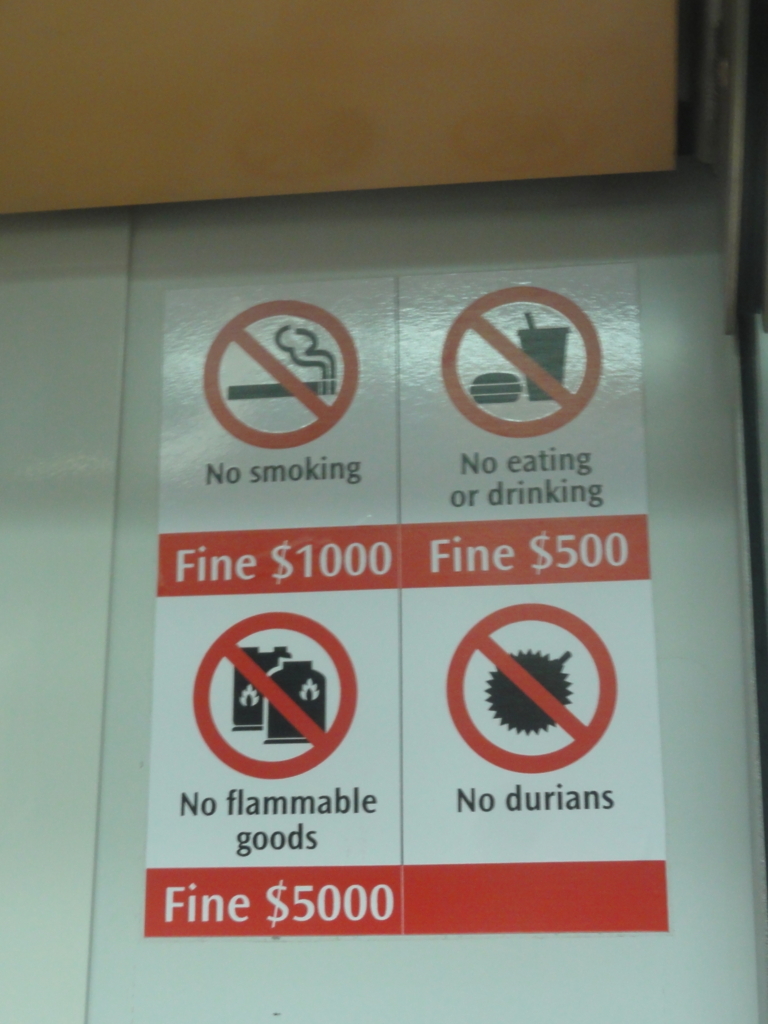 No smoking
No eating
or drinking
Fine $1000
Fine $500
No flammable
goods
No durians
Fine $5000